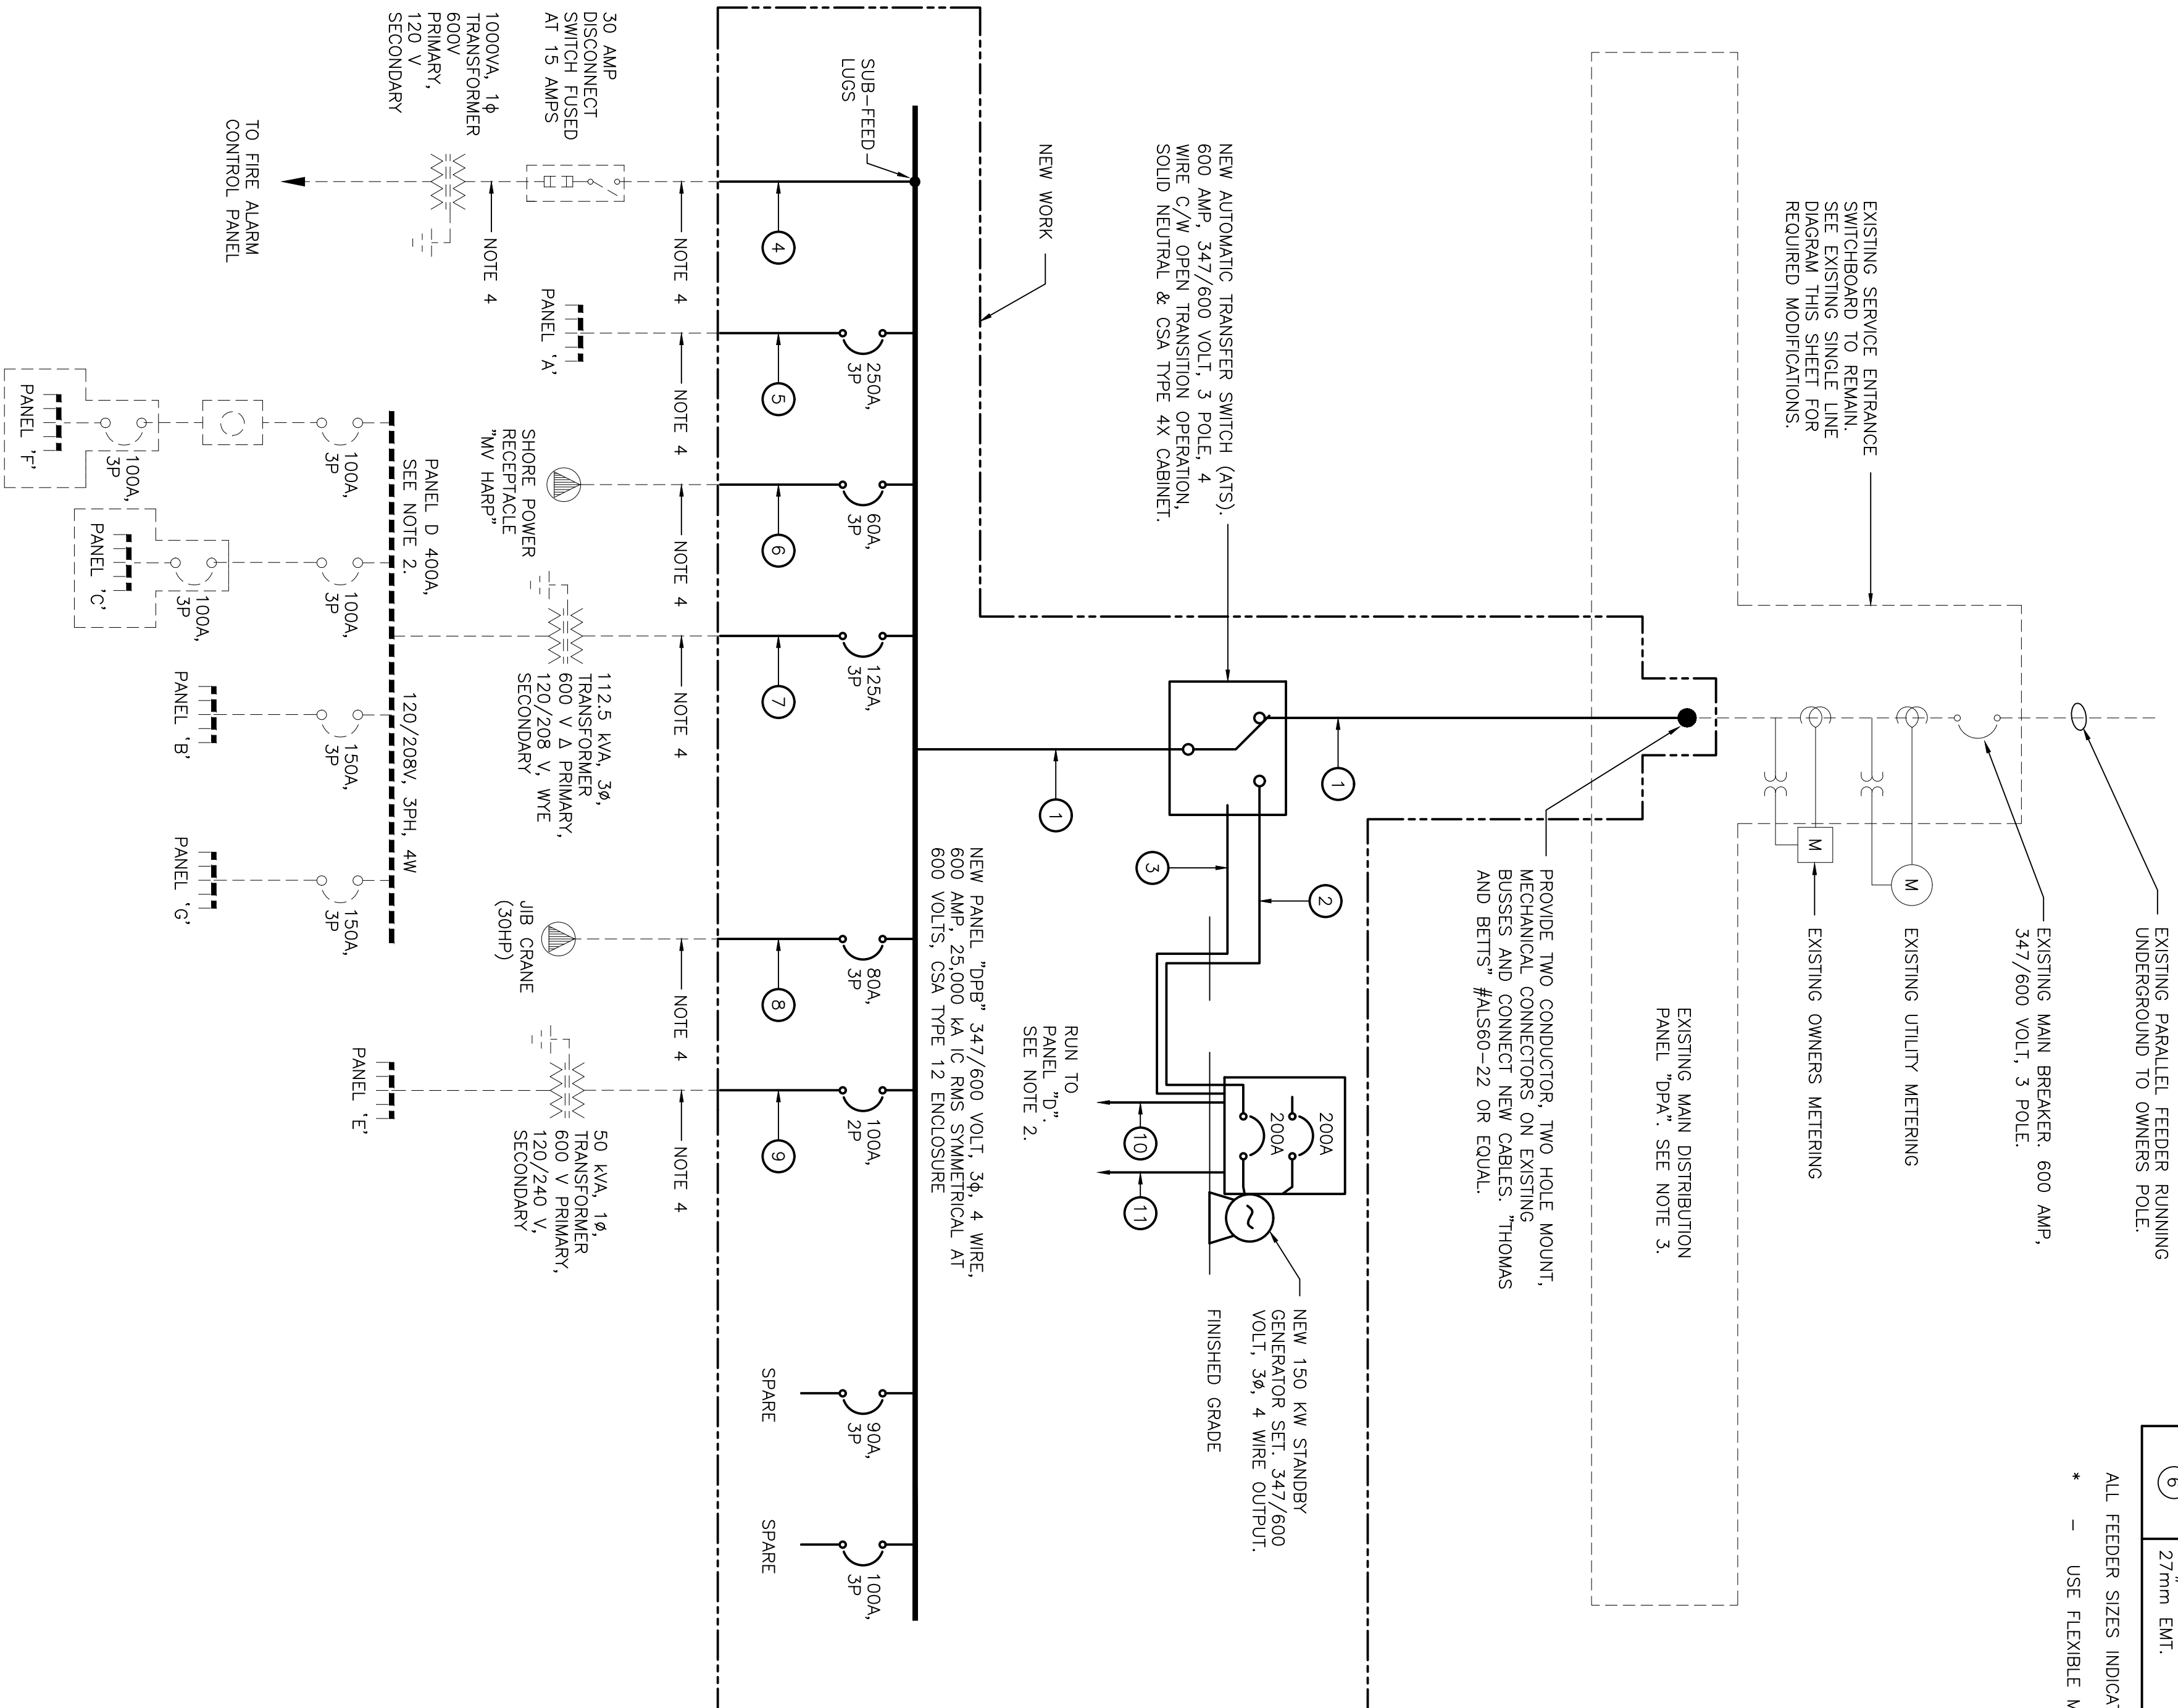 EXISTING PARALLEL FEEDER RUNNING
UNDERGROUND TO OWNERS POLE.
EXISTING MAIN BREAKER. 600 AMP,
347/600 VOLT, 3 POLE.
EXISTING SERVICE ENTRANCE
SWITCHBOARD TO REMAIN.
SEE EXISTING SINGLE LINE
DIAGRAM THIS SHEET FOR
REQUIRED MODIFICATIONS.
M
EXISTING UTILITY METERING
M
EXISTING OWNERS METERING
EXISTING MAIN DISTRIBUTION
PANEL "DPA". SEE NOTE 3.
PROVIDE TWO CONDUCTOR, TWO HOLE MOUNT,
MECHANICAL CONNECTORS ON EXISTING
BUSSES AND CONNECT NEW CABLES. "THOMAS
AND BETTS" #ALS60-22 OR EQUAL.
6
27mm EMT.
ALL FEEDER SIZES INDICAT
* - USE FLEXIBLE M
1
2
3
NEW AUTOMATIC TRANSFER SWITCH (ATS).
600 AMP, 347/600 VOLT, 3 POLE, 4
WIRE C/W OPEN TRANSITION OPERATION,
SOLID NEUTRAL & CSA TYPE 4X CABINET.
200A
200A
NEW 150 KW STANDBY
GENERATOR SET. 347/600
VOLT, 3Ø, 4 WIRE OUTPUT.
FINISHED GRADE
10
11
RUN TO
PANEL "D".
SEE NOTE 2.
NEW WORK
1
NEW PANEL "DPB" 347/600 VOLT, 3ϕ, 4 WIRE,
600 AMP, 25,000 kA IC RMS SYMMETRICAL AT
600 VOLTS, CSA TYPE 12 ENCLOSURE
SUB-FEED
LUGS
250A,
3P
60A,
3P
125A,
3P
80A,
3P
100A,
2P
90A,
3P
100A,
3P
4
5
6
7
8
9
SPARE
SPARE
NOTE 4
NOTE 4
NOTE 4
NOTE 4
NOTE 4
NOTE 4
30 AMP
DISCONNECT
SWITCH FUSED
AT 15 AMPS
NOTE 4
1000VA, 1ϕ
TRANSFORMER
600V
PRIMARY,
120 V
SECONDARY
TO FIRE ALARM
CONTROL PANEL
PANEL 'A'
SHORE POWER
RECEPTACLE
"MV HARP"
112.5 kVA, 3Ø,
TRANSFORMER
600 V Δ PRIMARY,
120/208 V, WYE
SECONDARY
JIB CRANE
(30HP)
50 kVA, 1Ø,
TRANSFORMER
600 V PRIMARY,
120/240 V,
SECONDARY
PANEL 'E'
PANEL D 400A,
SEE NOTE 2.
120/208V, 3PH, 4W
100A,
3P
100A,
3P
150A,
3P
150A,
3P
100A,
3P
100A,
3P
PANEL 'F'
PANEL 'C'
PANEL 'B'
PANEL 'G'